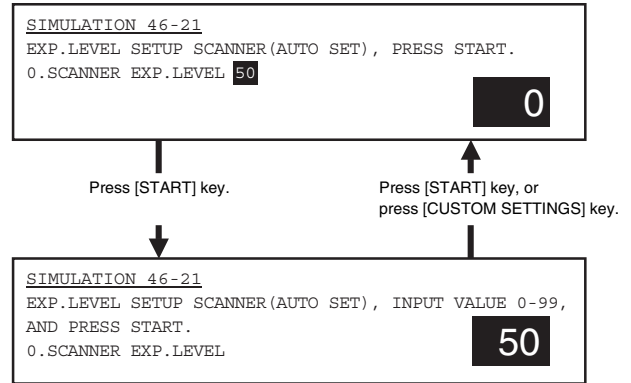 SIMULATION 46-21
EXP.LEVEL SETUP SCANNER(AUTO SET), PRESS START.
0.SCANNER EXP.LEVEL 50
0
Press [START] key.
Press [START] key, or
press [CUSTOM SETTINGS] key.
SIMULATION 46-21
EXP.LEVEL SETUP SCANNER(AUTO SET), INPUT VALUE 0-99,
AND PRESS START.
0.SCANNER EXP.LEVEL
50